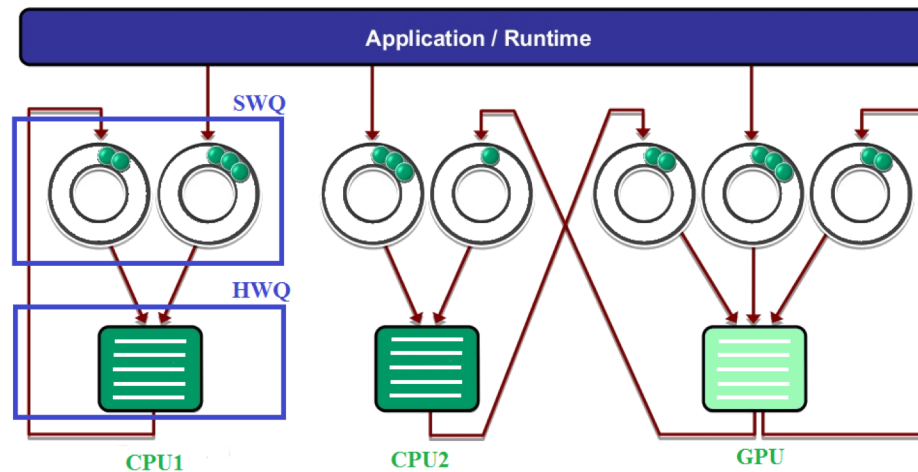 Application / Runtime
SWQ
HWQ
CPU1
CPU2
GPU